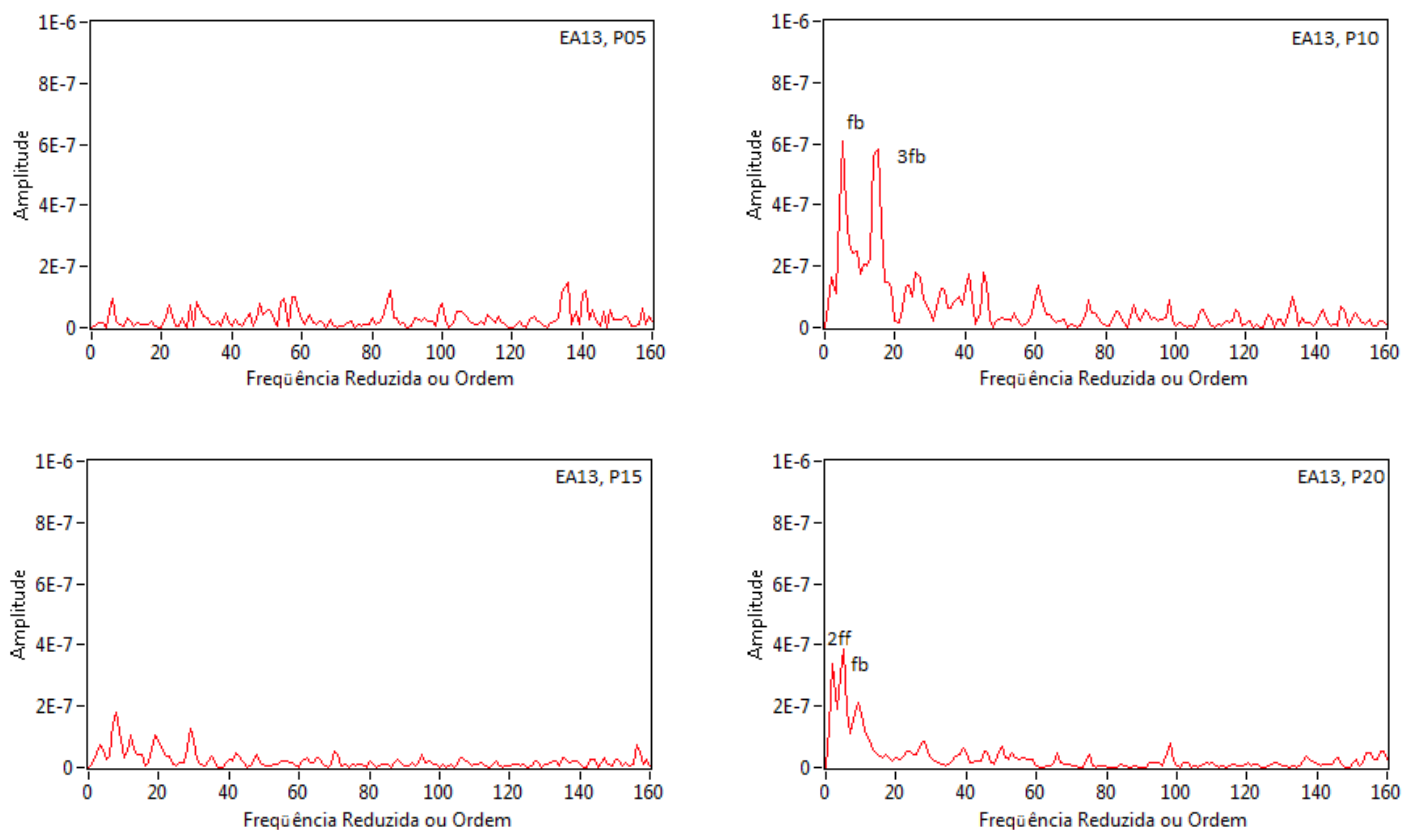 EA13, P05
1E-6
8E-7
6E-7
4E-7
2E-7
0
Amplitude
0 20 40 60 80 100 120 140 160
Freqüência Reduzida ou Ordem
EA13, P10
fb
3fb
1E-6
8E-7
6E-7
4E-7
2E-7
0
Amplitude
0 20 40 60 80 100 120 140 160
Freqüência Reduzida ou Ordem
EA13, P15
1E-6
8E-7
6E-7
4E-7
2E-7
0
Amplitude
0 20 40 60 80 100 120 140 160
Freqüência Reduzida ou Ordem
EA13, P20
2ff
fb
1E-6
8E-7
6E-7
4E-7
2E-7
0
Amplitude
0 20 40 60 80 100 120 140 160
Freqüência Reduzida ou Ordem